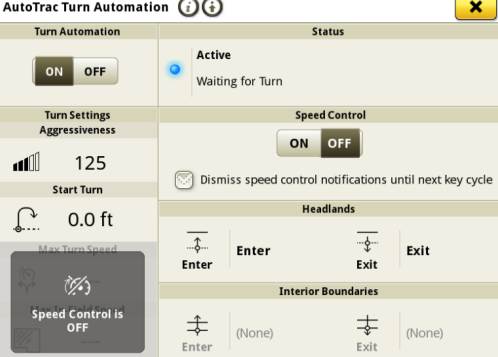 AutoTrac Turn Automation
Turn Automation
ON OFF
Status
Active
Waiting for Turn
Turn Settings
Aggressiveness
125
Start Turn
0.0 ft
Max Turn Speed
Speed Control is
OFF
Speed Control
ON OFF
Dismiss speed control notifications until next key cycle
Headlands
Enter Enter Exit Exit
Interior Boundaries
Enter (None) Exit (None)